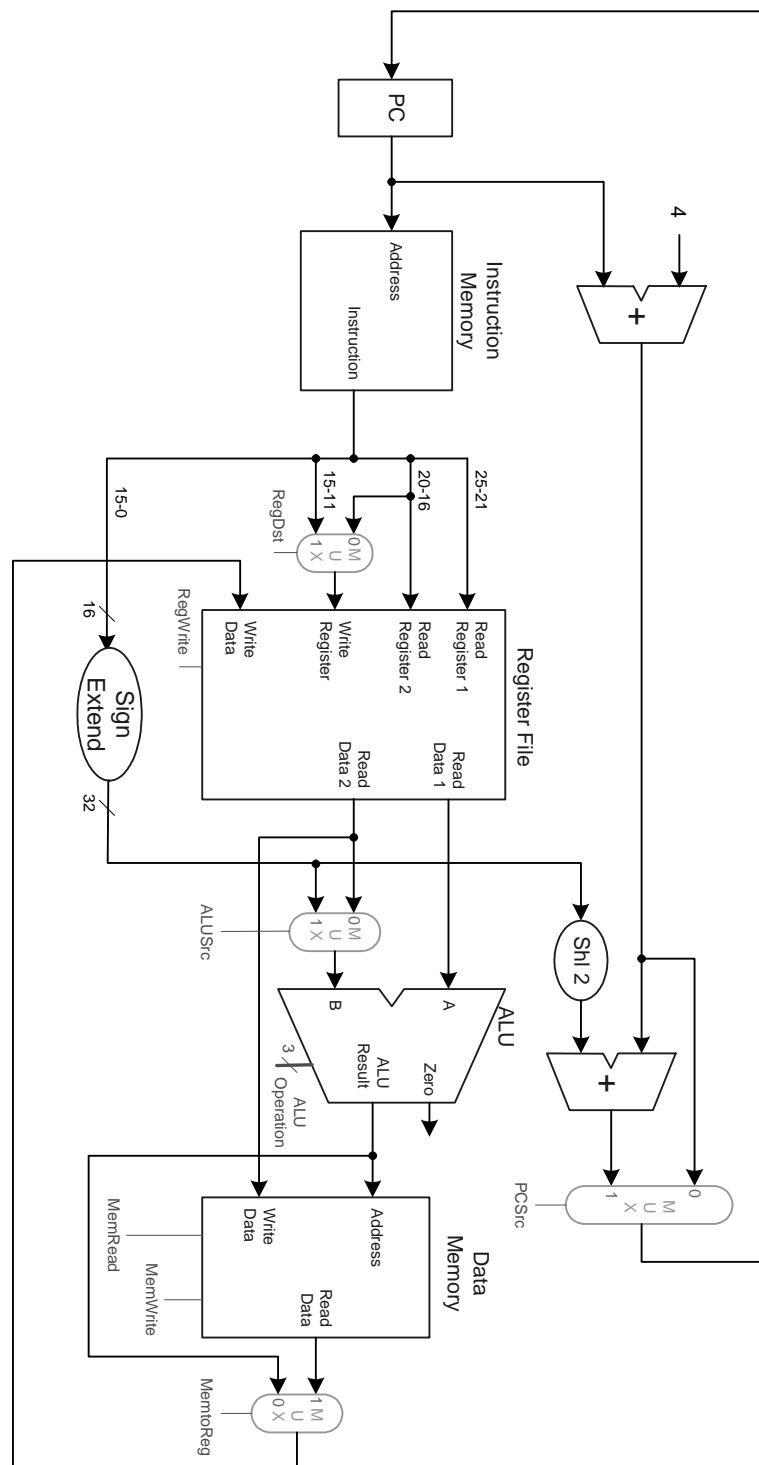 4
+
PC
Instruction
Memory
Address
Instruction
25-21
20-16
15-11
15-0
RegDst
0 M
U
1 X
Register File
Read
Register 1
Read
Register 2
Write
Register
Write
Data
Read
Data 1
Read
Data 2
RegWrite
16
Sign
Extend
32
Shl 2
+
ALUSrc
0 M
U
1 X
ALU
A
B
Zero
ALU
Result
3
ALU
Operation
0
M
U
X
1
PCSrc
Data
Memory
Address
Write
Data
Read
Data
MemRead
MemWrite
1 M
U
0 X
MemtoReg